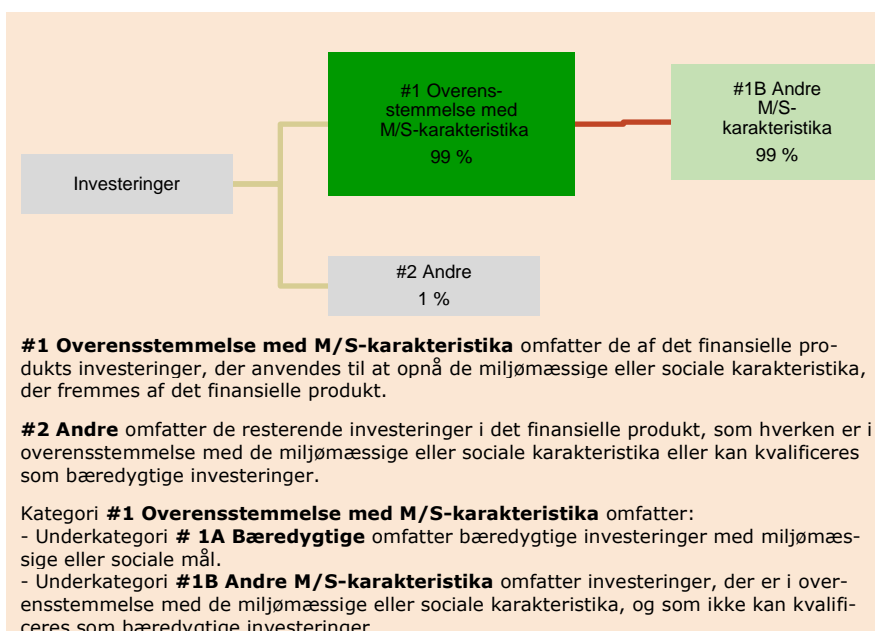 #1 Overens-
stemmelse med
M/S-karakteristika
99 %
#1B Andre
M/S-
karakteristika
99 %
Investeringer
#2 Andre
1 %
#1 Overensstemmelse med M/S-karakteristika omfatter de af det finansielle pro-
dukts investeringer, der anvendes til at opnå de miljømæssige eller sociale karakteristika,
der fremmes af det finansielle produkt.
#2 Andre omfatter de resterende investeringer i det finansielle produkt, som hverken er i
overensstemmelse med de miljømæssige eller sociale karakteristika eller kan kvalificeres
som bæredygtige investeringer.
Kategori #1 Overensstemmelse med M/S-karakteristika omfatter:
- Underkategori # 1A Bæredygtige omfatter bæredygtige investeringer med miljømæs-
sige eller sociale mål.
- Underkategori #1B Andre M/S-karakteristika omfatter investeringer, der er i over-
ensstemmelse med de miljømæssige eller sociale karakteristika, og som ikke kan kvalifi-
ceres som bæredygtige investeringer.